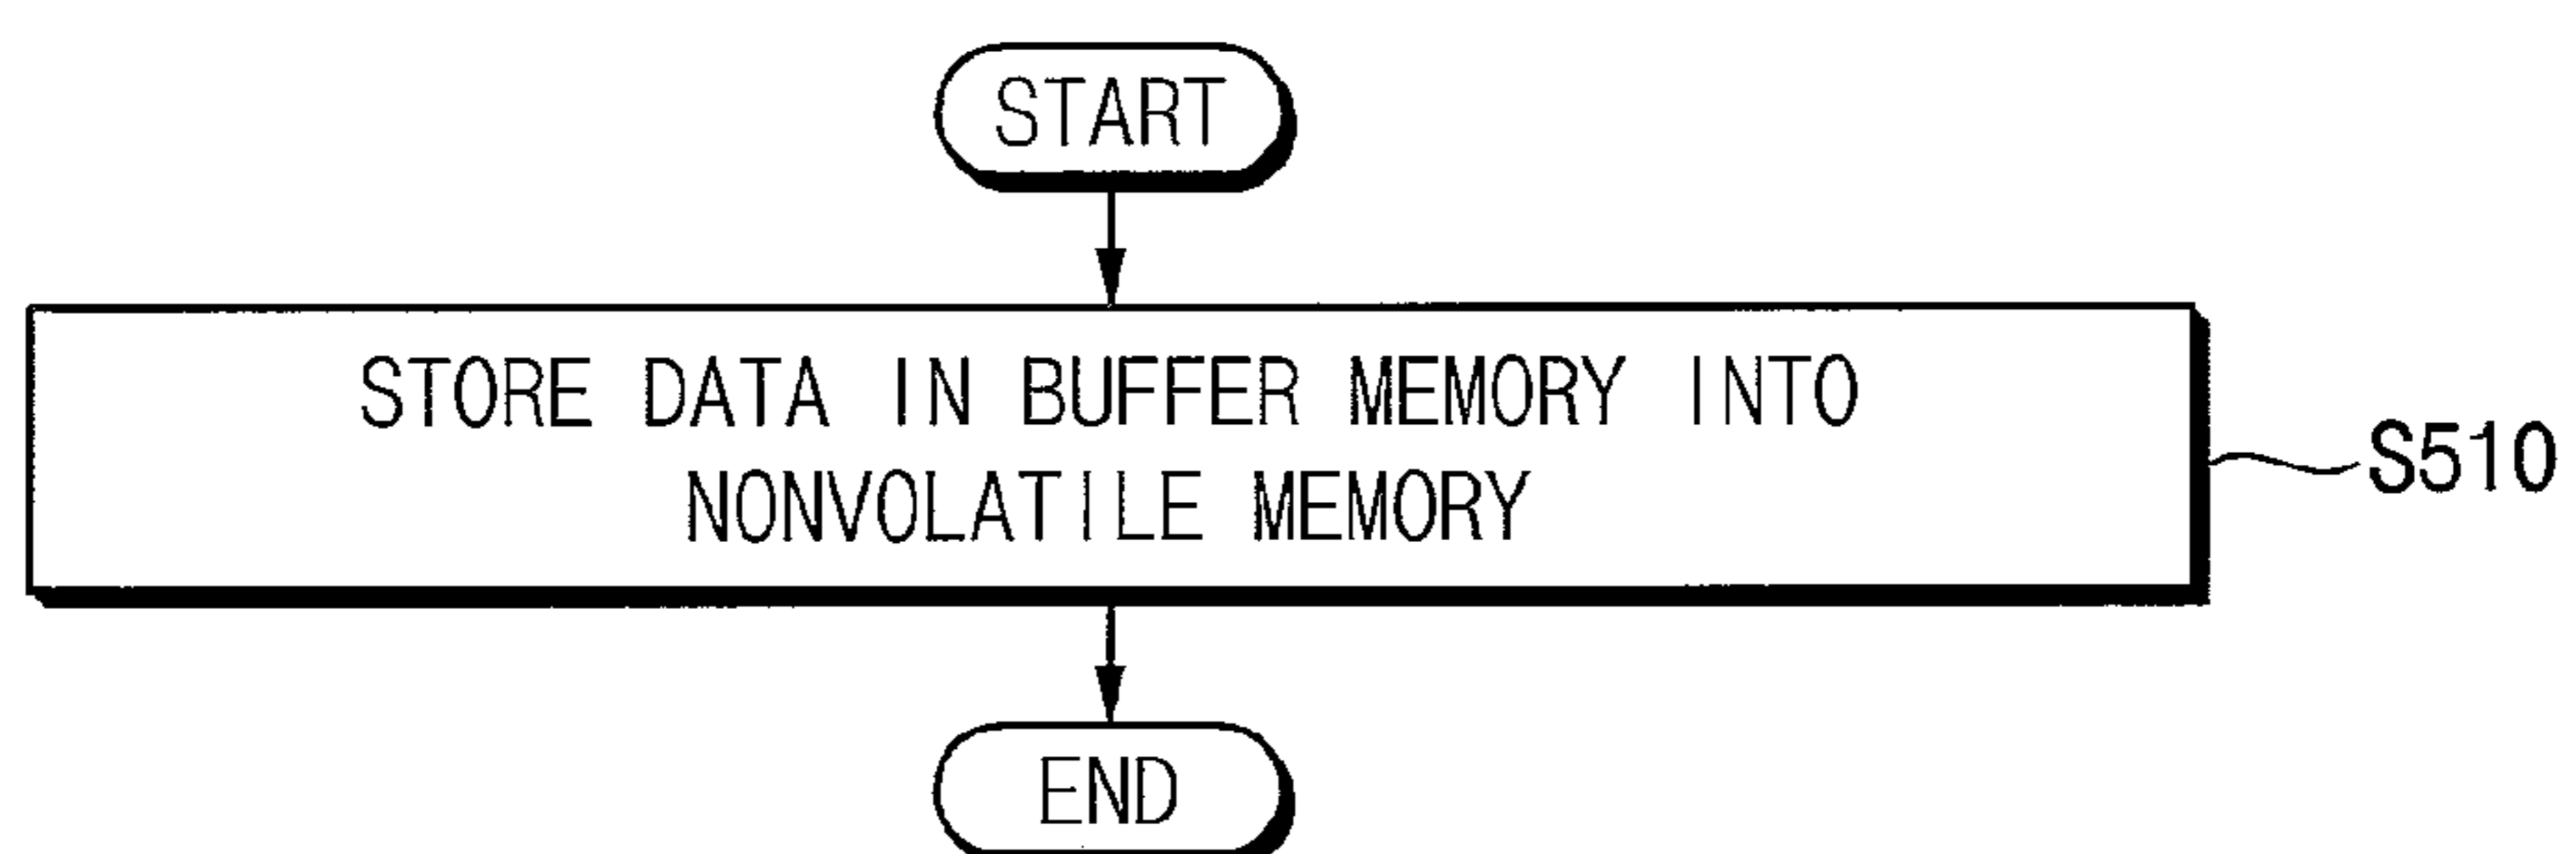 START
STORE DATA IN BUFFER MEMORY INTO
NONVOLATILE MEMORY
S510
END